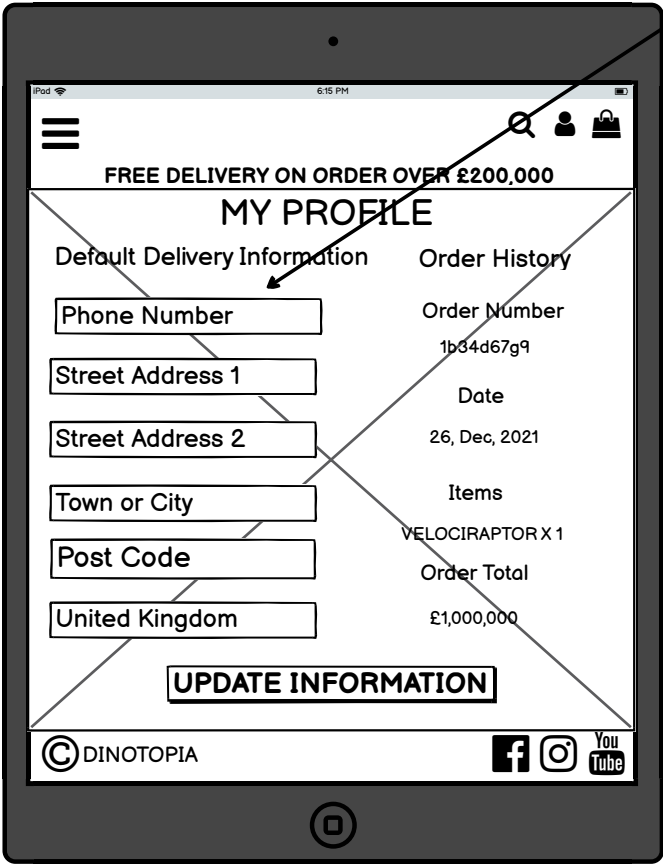 iPad
6:15 PM
FREE DELIVERY ON ORDER OVER £200,000
MY PROFILE
Default Delivery Information
Phone Number
Street Address 1
Street Address 2
Town or City
Post Code
United Kingdom
Order History
Order Number
1b34d67g9
Date
26, Dec, 2021
Items
VELOCIRAPTOR X 1
Order Total
£1,000,000
UPDATE INFORMATION
© DINOTOPIA
You
Tube